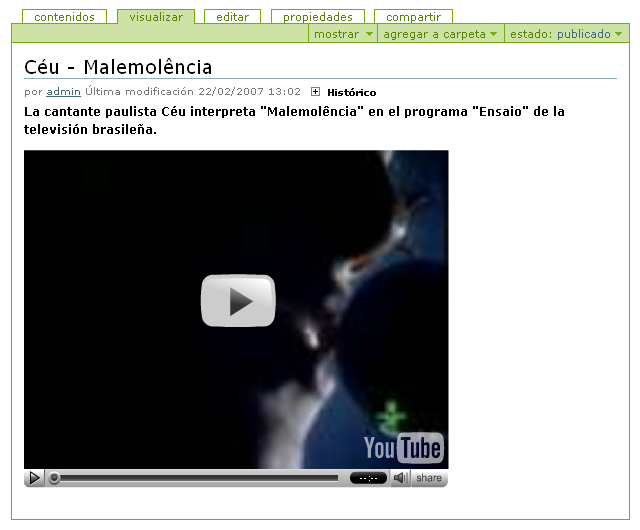 contenidos visualizar editar propiedades compartir
mostrar agregar a carpeta estado: publicado
Céu - Malemolência
por admin Última modificación 22/02/2007 13:02 Histórico
La cantante paulista Céu interpreta "Malemolência" en el programa "Ensaio" de la
televisión brasileña.
YouTube
--:-- share